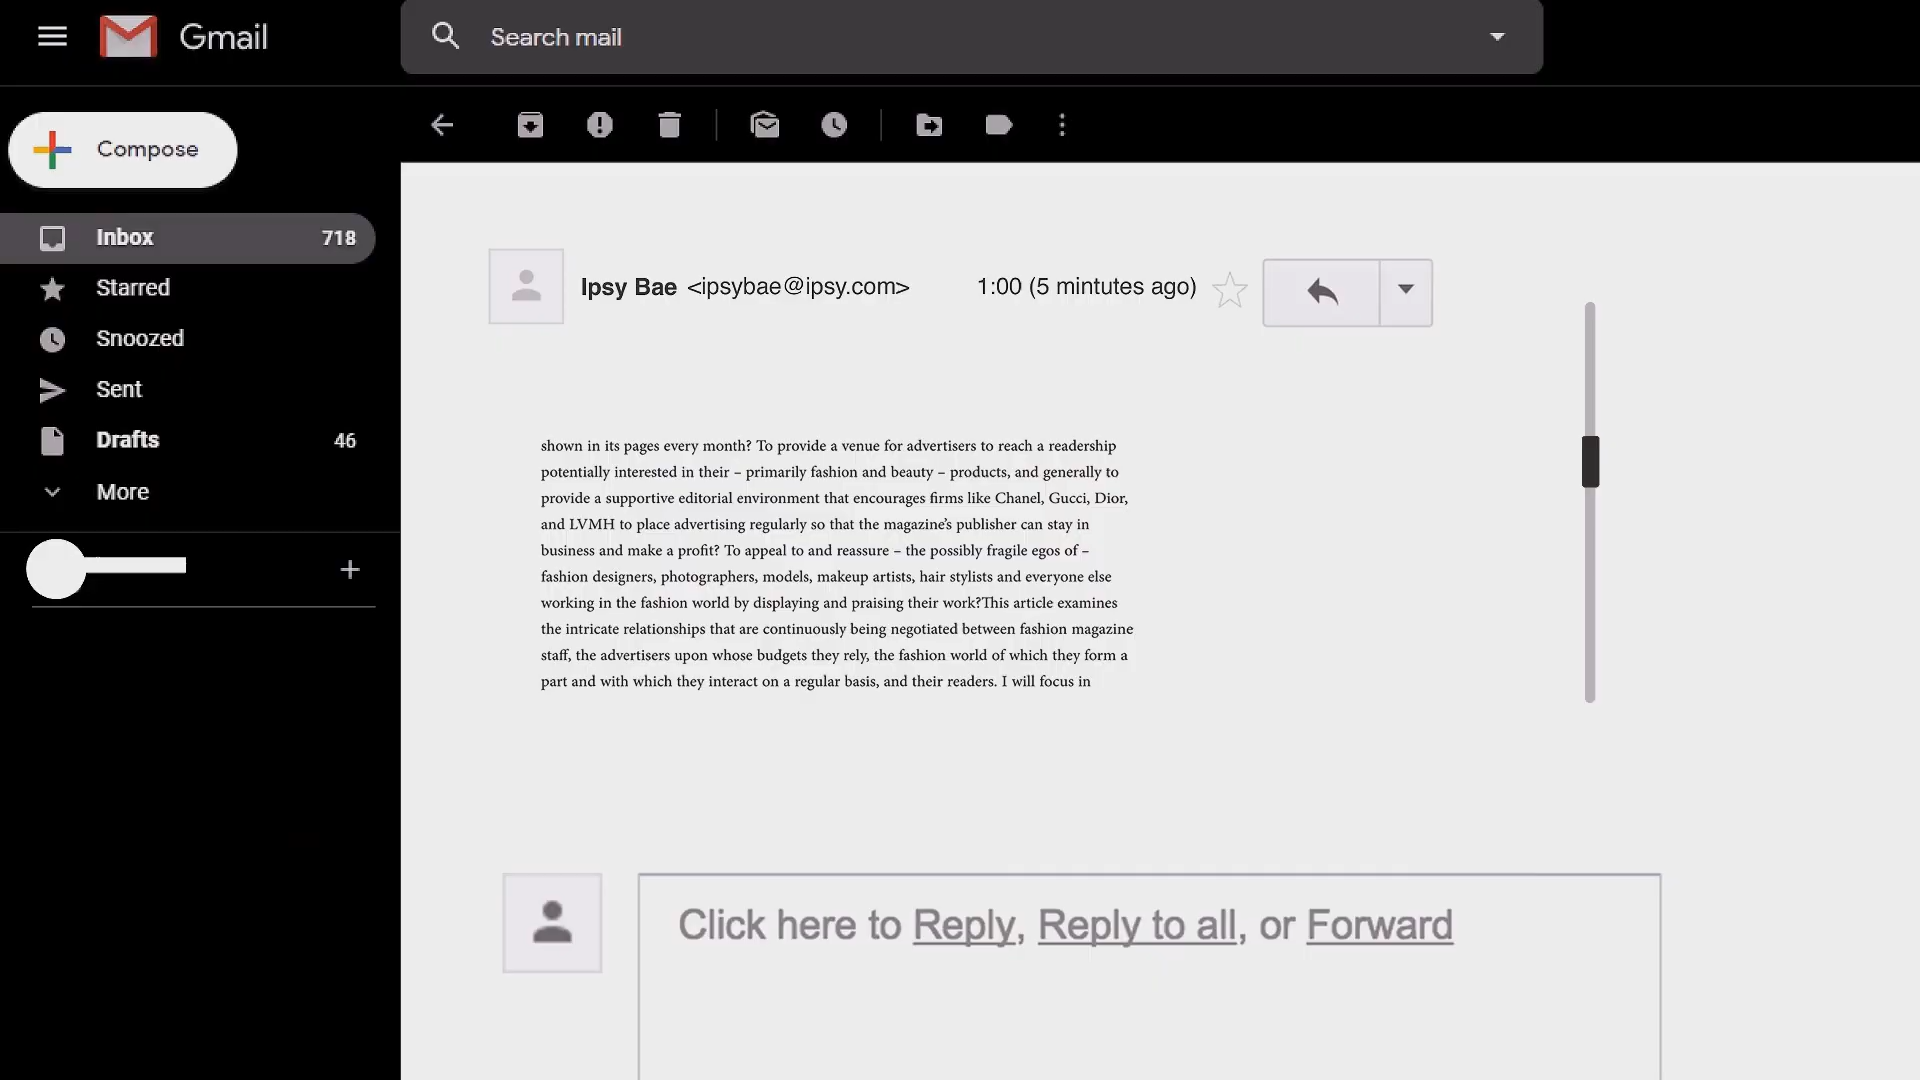 Gmail
Search mail
Compose
Inbox 718
Starred
Snoozed
Sent
Drafts 46
More
Ipsy Bae <ipsybae@ipsy.com> 1:00 (5 mintutes ago)
shown in its pages every month? To provide a venue for advertisers to reach a readership
potentially interested in their – primarily fashion and beauty – products, and generally to
provide a supportive editorial environment that encourages firms like Chanel, Gucci, Dior,
and LVMH to place advertising regularly so that the magazine’s publisher can stay in
business and make a profit? To appeal to and reassure – the possibly fragile egos of –
fashion designers, photographers, models, makeup artists, hair stylists and everyone else
working in the fashion world by displaying and praising their work?This article examines
the intricate relationships that are continuously being negotiated between fashion magazine
staff, the advertisers upon whose budgets they rely, the fashion world of which they form a
part and with which they interact on a regular basis, and their readers. I will focus in
Click here to Reply, Reply to all, or Forward